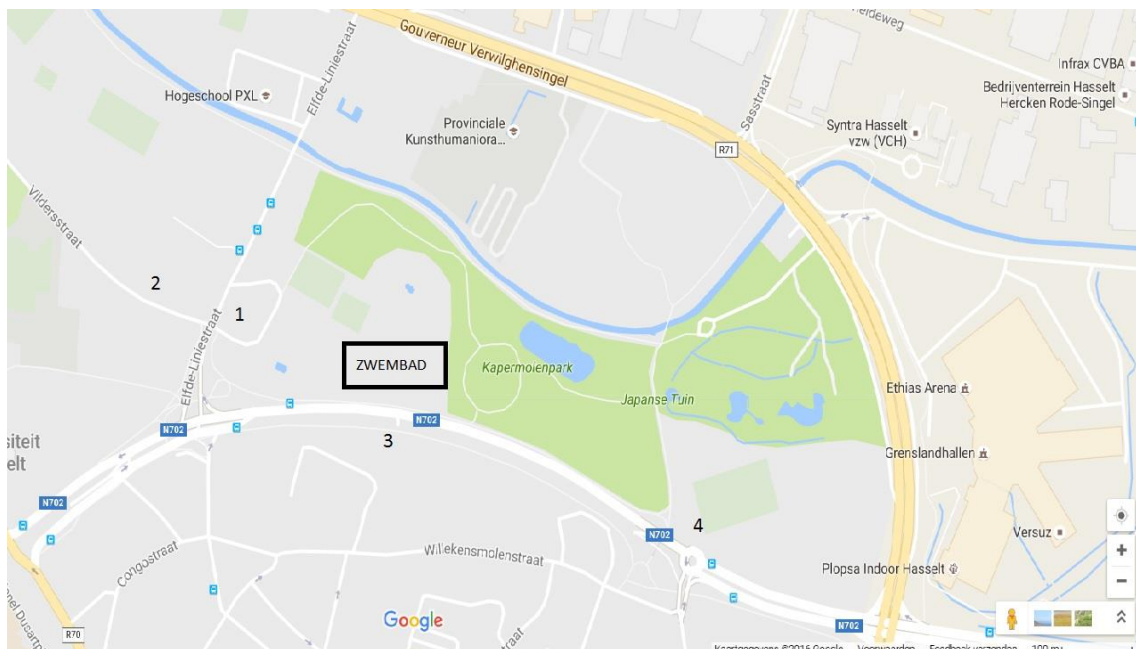 Gouverneur Verwilghensingel
Heideweg
Infrax CVBA
Hogeschool PXL
Elfde-Liniestraat
Bedrijventerrein Hasselt
Hercken Rode-Singel
Provinciale
Kunsthumaniora...
Sasstraat
Syntra Hasselt
vzw (VCH)
R71
Vildersstraat
2
1
Elfde-Liniestraat
ZWEMBAD
Kapermolenpark
Japanse Tuin
Ethias Arena
N702
N702
3
siteit
elt
Grenslandhallen
N702
4
N702
Versuz
Congostraat
Willekensmolenstraat
Plopsa Indoor Hasselt
Google
R70
N702